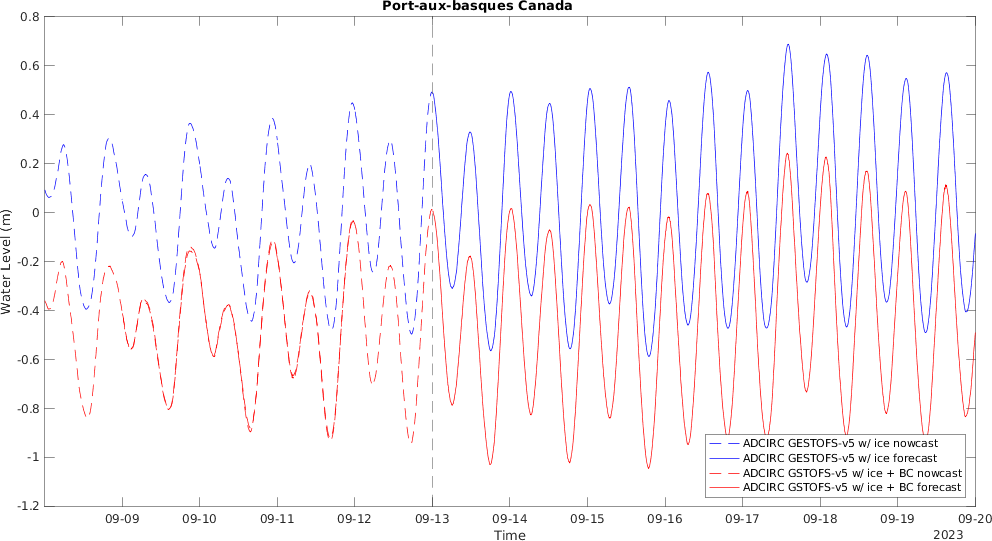 Port-aux-basques Canada
Water Level (m)
0.8
0.6
0.4
0.2
0
-0.2
-0.4
-0.6
-0.8
-1
-1.2
ADCIRC GESTOFS-v5 w/ ice nowcast
ADCIRC GESTOFS-v5 w/ ice forecast
ADCIRC GSTOFS-v5 w/ ice + BC nowcast
ADCIRC GSTOFS-v5 w/ ice + BC forecast
09-09 09-10 09-11 09-12 09-13 09-14 09-15 09-16 09-17 09-18 09-19 09-20
Time
2023